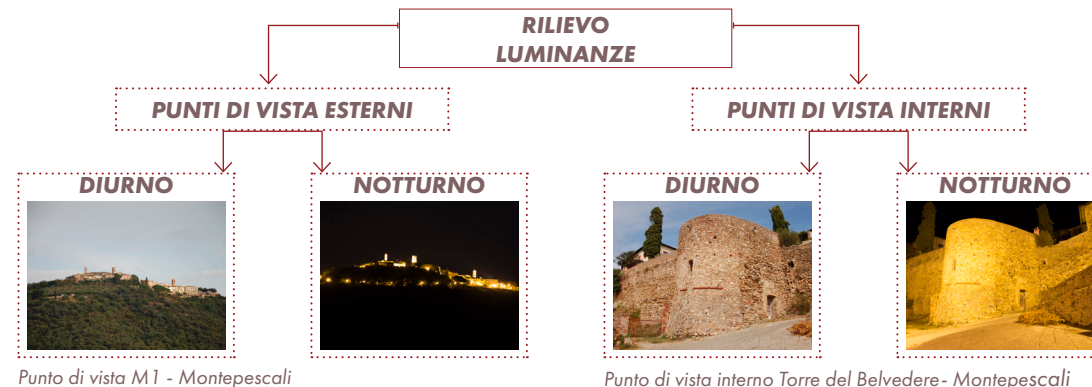 RILIEVO
LUMINANZE
PUNTI DI VISTA ESTERNI
PUNTI DI VISTA INTERNI
DIURNO
NOTTURNO
DIURNO
NOTTURNO
Punto di vista M1 - Montepescali
Punto di vista interno Torre del Belvedere- Montepescali